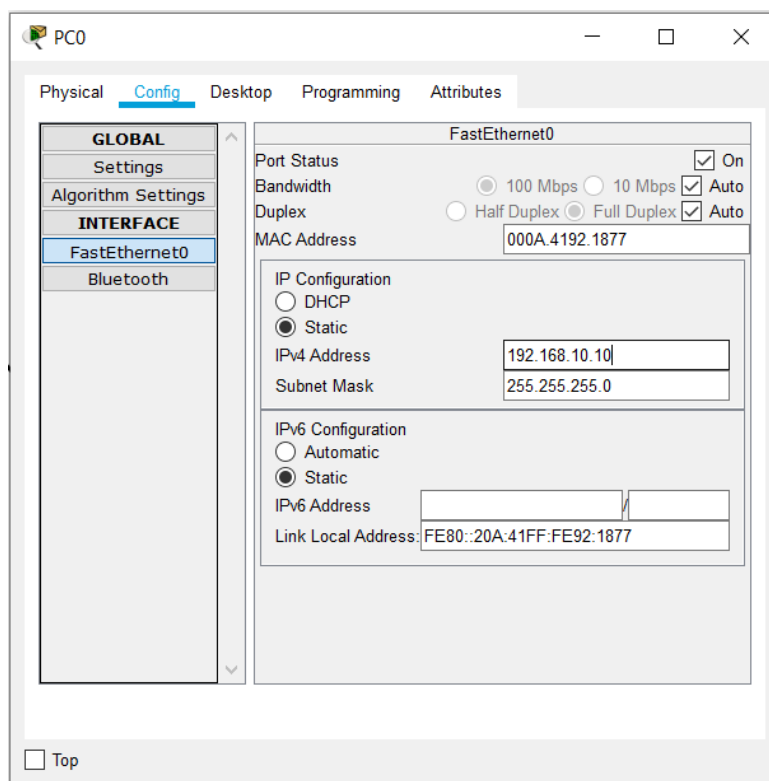 PC0
Physical Config Desktop Programming Attributes
GLOBAL
Settings
Algorithm Settings
INTERFACE
FastEthernet0
Bluetooth
FastEthernet0
Port Status On
Bandwidth 100 Mbps 10 Mbps Auto
Duplex Half Duplex Full Duplex Auto
MAC Address 000A.4192.1877
IP Configuration
DHCP
Static
IPv4 Address 192.168.10.10
Subnet Mask 255.255.255.0
IPv6 Configuration
Automatic
Static
IPv6 Address /
Link Local Address: FE80::20A:41FF:FE92:1877
Top